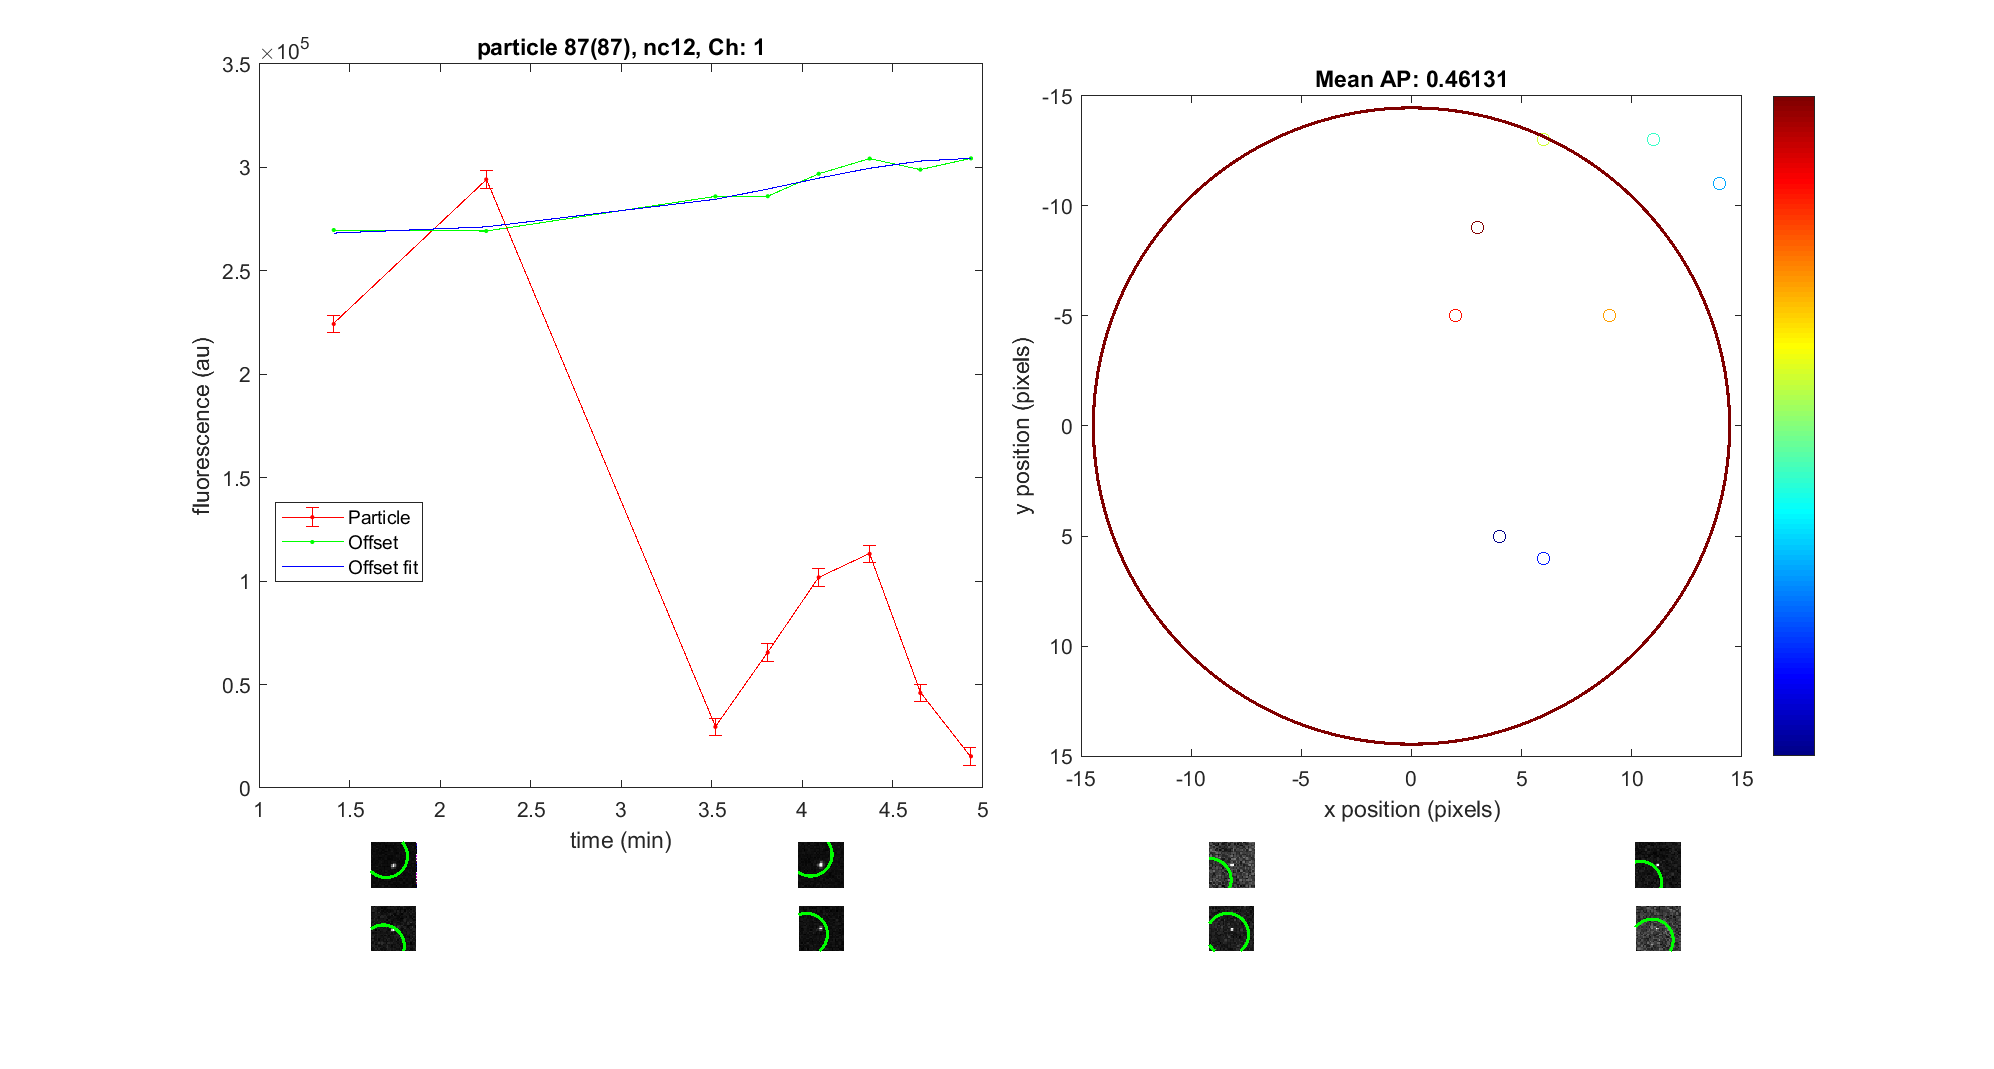 particle 87(87), nc12, Ch: 1
×10^5
3.5
3
2.5
2
1.5
1
0.5
0
fluorescence (au)
Particle
Offset
Offset fit
1 1.5 2 2.5 3 3.5 4 4.5 5
time (min)
Mean AP: 0.46131
-15
-10
-5
0
5
10
15
y position (pixels)
-15 -10 -5 0 5 10 15
x position (pixels)